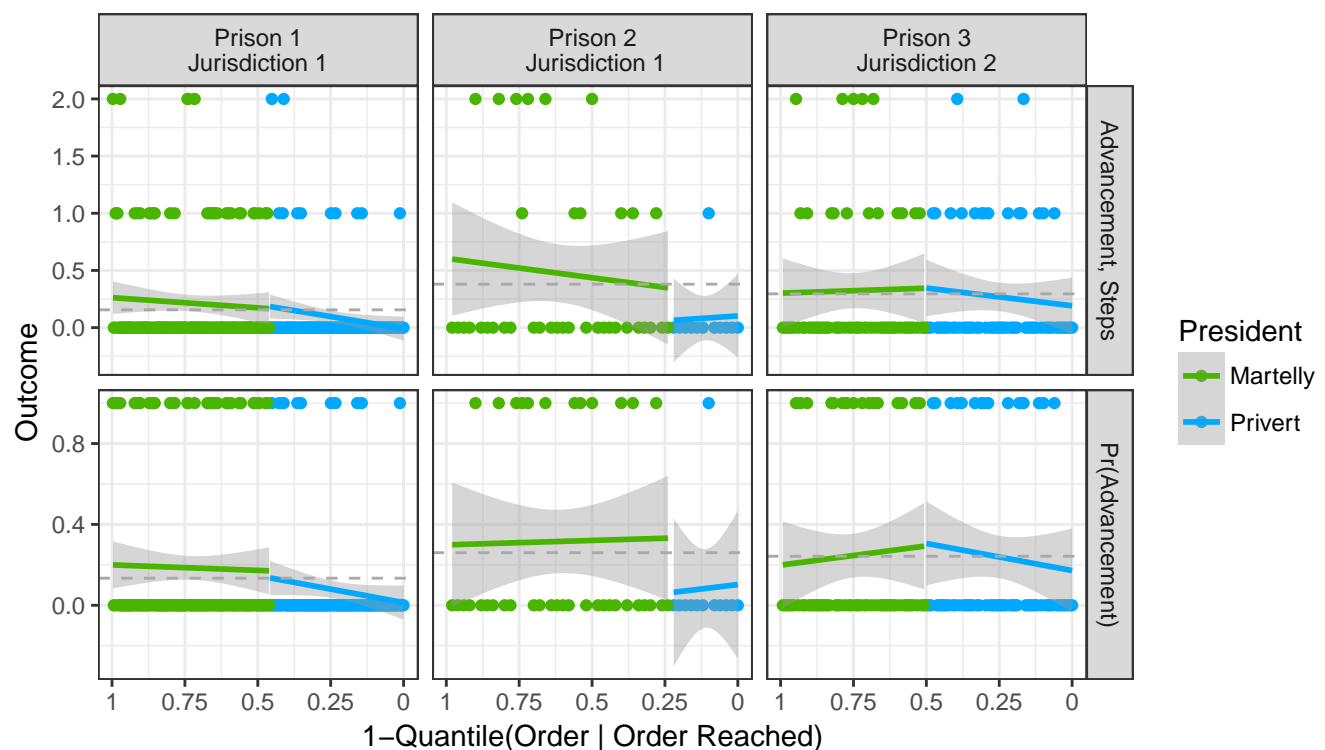 Prison 1
Jurisdiction 1
Prison 2
Jurisdiction 1
Prison 3
Jurisdiction 2
2.0
1.5
1.0
0.5
0.0
Advancement, Steps
0.8
0.4
0.0
Pr(Advancement)
Outcome
1 0.75 0.5 0.25 0
1 0.75 0.5 0.25 0
1 0.75 0.5 0.25 0
1−Quantile(Order | Order Reached)
President
Martelly
Privert